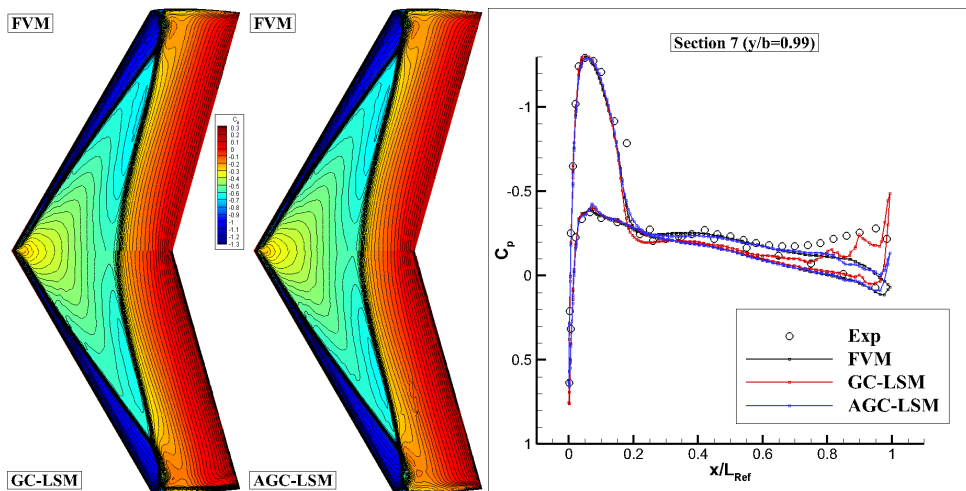 FVM
FVM
Section 7 (y/b=0.99)
Cp
0.3
0.2
0.1
0
-0.1
-0.2
-0.3
-0.4
-0.5
-0.6
-0.7
-0.8
-0.9
-1
-1.1
-1.2
-1.3
GC-LSM
AGC-LSM
-1
-0.5
0
0.5
1
Cp
0
0.2
0.4
0.6
0.8
1
x/LRef
Exp
FVM
GC-LSM
AGC-LSM